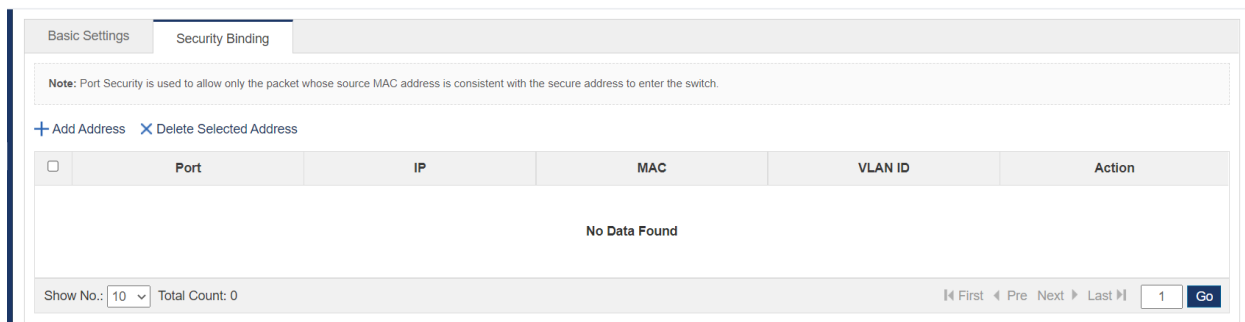 Basic Settings Security Binding
Note: Port Security is used to allow only the packet whose source MAC address is consistent with the secure address to enter the switch.
Add Address Delete Selected Address
Port IP MAC VLAN ID Action
No Data Found
Show No.: 10 Total Count: 0 First Pre Next Last 1 Go